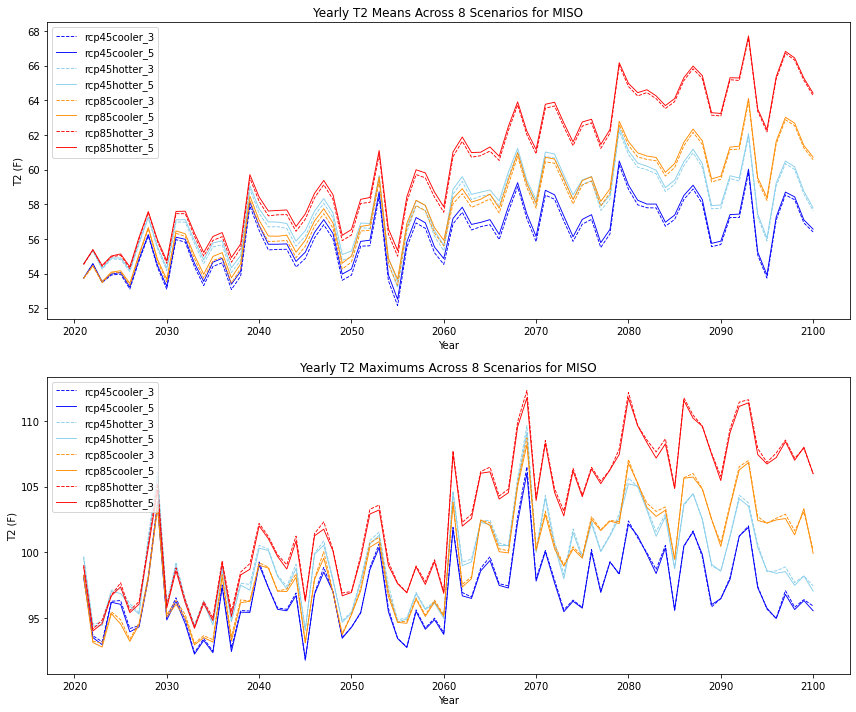 Yearly T2 Means Across 8 Scenarios for MISO
68
66
64
62
60
58
56
54
52
T2 (F)
rcp45cooler_3
rcp45cooler_5
rcp45hotter_3
rcp45hotter_5
rcp85cooler_3
rcp85cooler_5
rcp85hotter_3
rcp85hotter_5
2020 2030 2040 2050 2060 2070 2080 2090 2100
Year
Yearly T2 Maximums Across 8 Scenarios for MISO
110
105
100
95
T2 (F)
rcp45cooler_3
rcp45cooler_5
rcp45hotter_3
rcp45hotter_5
rcp85cooler_3
rcp85cooler_5
rcp85hotter_3
rcp85hotter_5
2020 2030 2040 2050 2060 2070 2080 2090 2100
Year